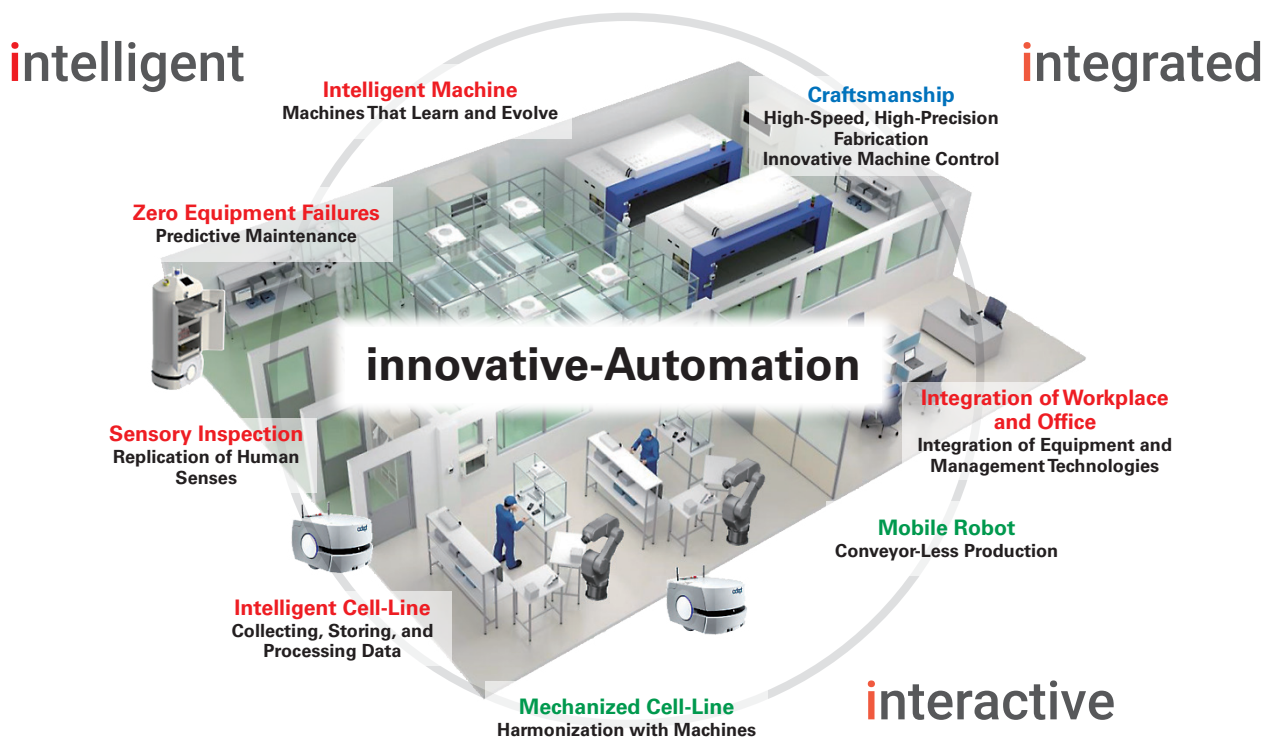 intelligent
integrated
Intelligent Machine
Machines That Learn and Evolve
Craftsmanship
High-Speed, High-Precision
Fabrication
Innovative Machine Control
Zero Equipment Failures
Predictive Maintenance
innovative-Automation
Integration of Workplace
and Office
Integration of Equipment and
Management Technologies
Sensory Inspection
Replication of Human
Senses
Mobile Robot
Conveyor-Less Production
adept
Intelligent Cell-Line
Collecting, Storing, and
Processing Data
adept
interactive
Mechanized Cell-Line
Harmonization with Machines